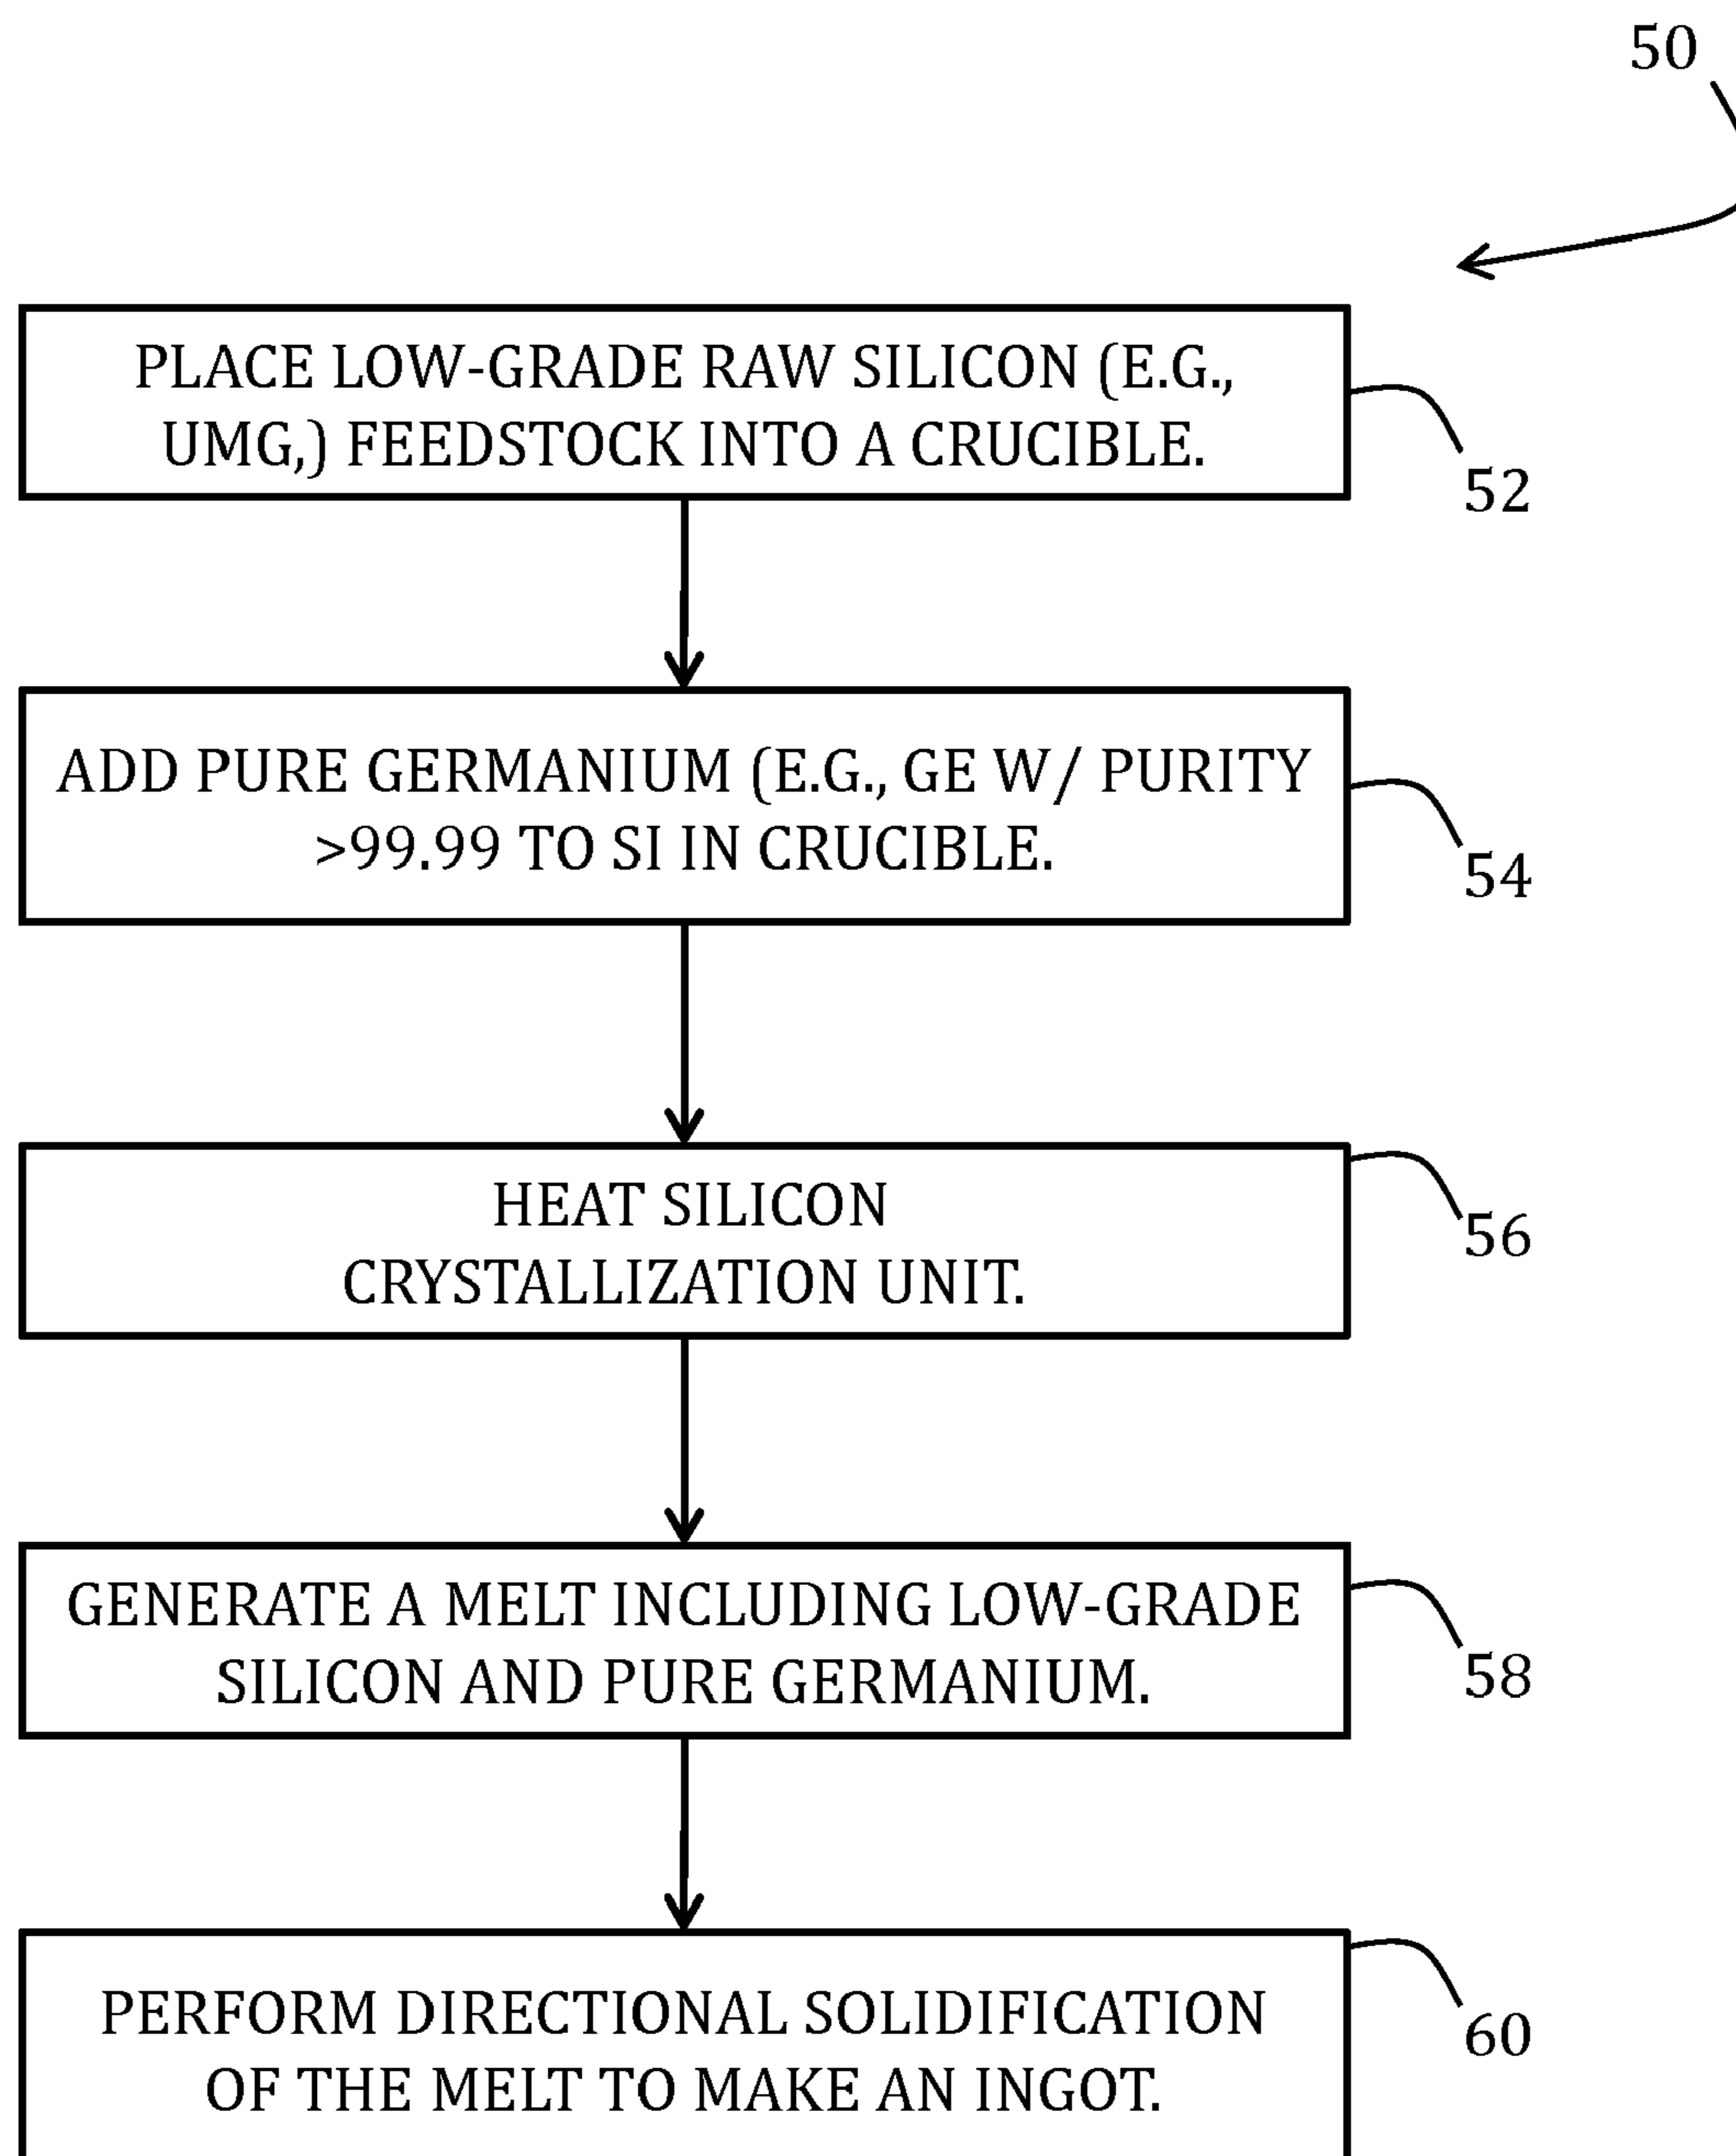 50
PLACE LOW-GRADE RAW SILICON (E.G.,
UMG,) FEEDSTOCK INTO A CRUCIBLE.
52
ADD PURE GERMANIUM (E.G., GE W/ PURITY
>99.99 TO SI IN CRUCIBLE.
54
HEAT SILICON
CRYSTALLIZATION UNIT.
56
GENERATE A MELT INCLUDING LOW-GRADE
SILICON AND PURE GERMANIUM.
58
PERFORM DIRECTIONAL SOLIDIFICATION
OF THE MELT TO MAKE AN INGOT.
60